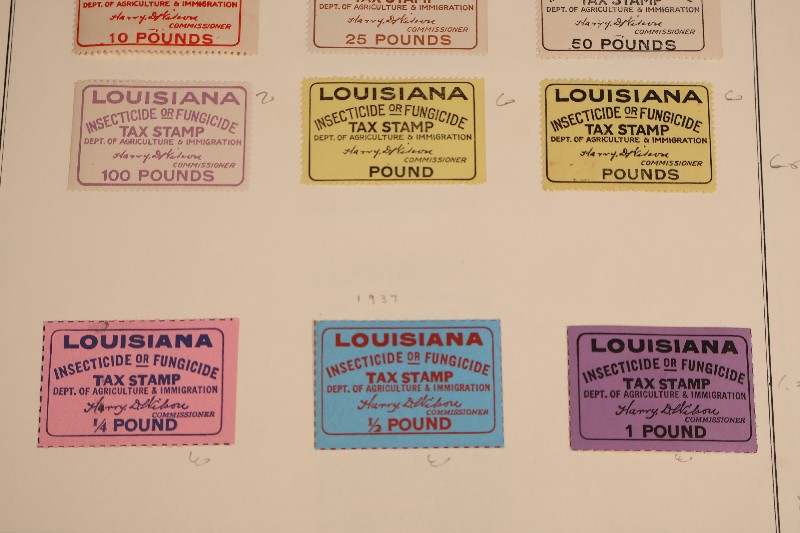 DEPT. OF AGRICULTURE & IMMIGRATION
Harry D. Wilson
COMMISSIONER
10 POUNDS
TAX STAMP
DEPT. OF AGRICULTURE & IMMIGRATION
Harry D. Wilson
COMMISSIONER
25 POUNDS
TAX STAMP
DEPT. OF AGRICULTURE & IMMIGRATION
Harry D. Wilson
COMMISSIONER
50 POUNDS
LOUISIANA
INSECTICIDE OR FUNGICIDE
TAX STAMP
DEPT. OF AGRICULTURE & IMMIGRATION
Harry D. Wilson
COMMISSIONER
100 POUNDS
LOUISIANA
INSECTICIDE OR FUNGICIDE
TAX STAMP
DEPT. OF AGRICULTURE & IMMIGRATION
Harry D. Wilson
COMMISSIONER
POUND
6
LOUISIANA
INSECTICIDE OR FUNGICIDE
TAX STAMP
DEPT. OF AGRICULTURE & IMMIGRATION
Harry D. Wilson
COMMISSIONER
POUNDS
6
1937
LOUISIANA
INSECTICIDE OR FUNGICIDE
TAX STAMP
DEPT. OF AGRICULTURE & IMMIGRATION
Harry D. Wilson
COMMISSIONER
1/4 POUND
LOUISIANA
INSECTICIDE OR FUNGICIDE
TAX STAMP
DEPT. OF AGRICULTURE & IMMIGRATION
Harry D. Wilson
COMMISSIONER
1/2 POUND
LOUISIANA
INSECTICIDE OR FUNGICIDE
TAX STAMP
DEPT. OF AGRICULTURE & IMMIGRATION
Harry D. Wilson
COMMISSIONER
1 POUND